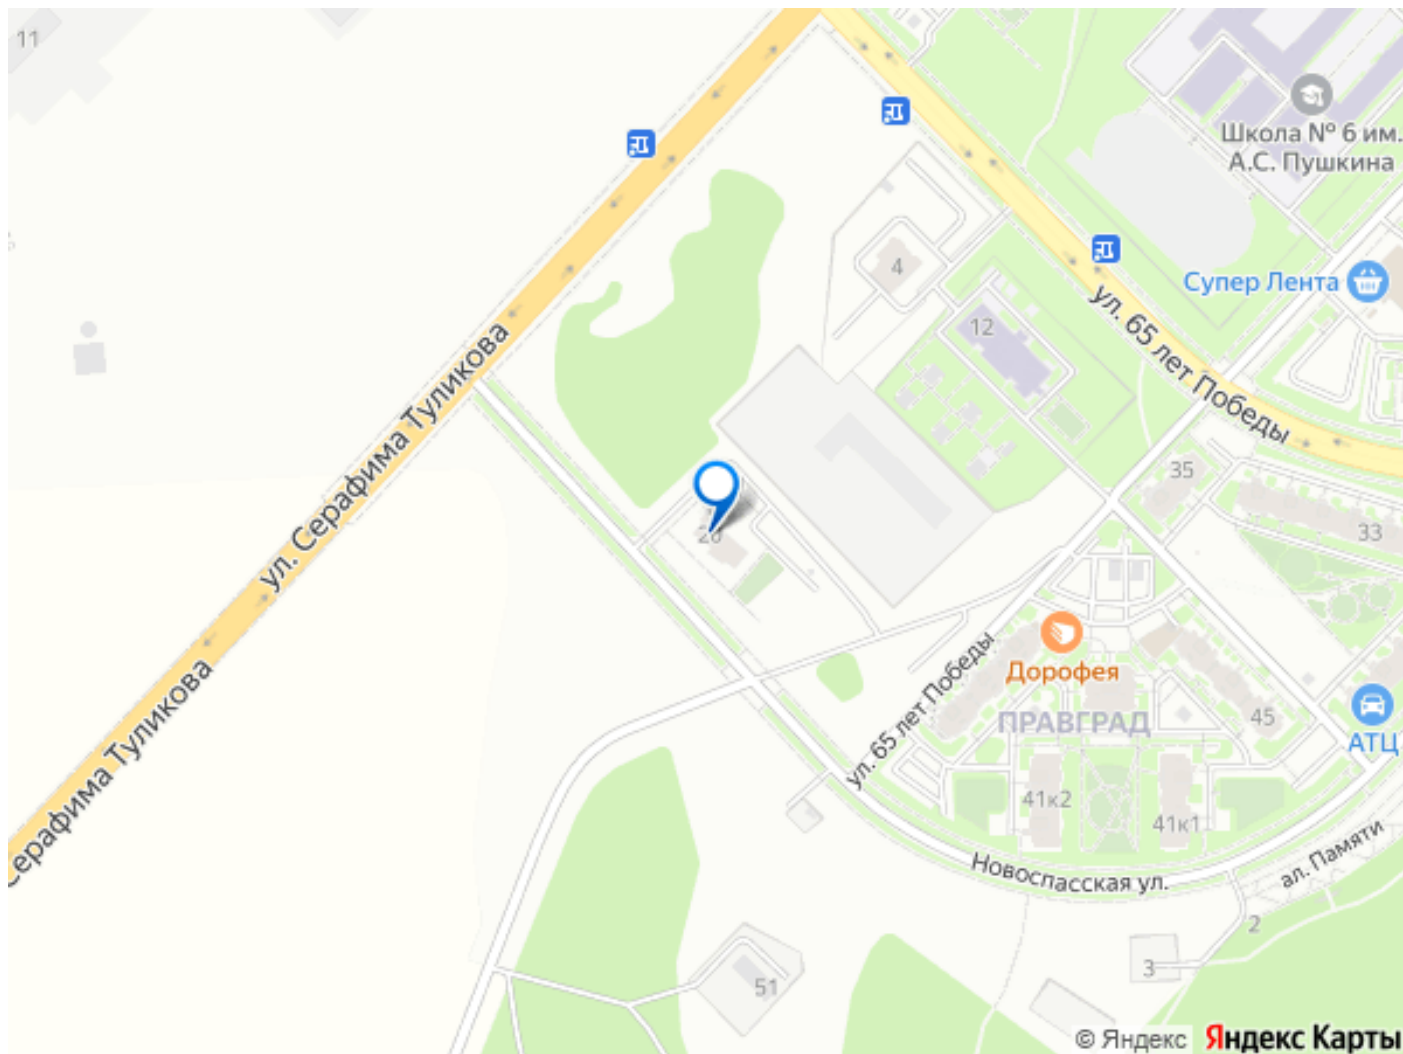 11
Школа № 6 им.
А.С. Пушкина
4
Супер Лента
12
ул. 65 лет Победы
ул. Серафима Туликова
35
33
20
Дорофея
ул. 65 лет Победы
ПРАВГРАД
45
АТЦ
Серафима Туликова
41к2
41к1
Новоспасская ул.
ал. Памяти
2
3
51
© Яндекс Яндекс Карты